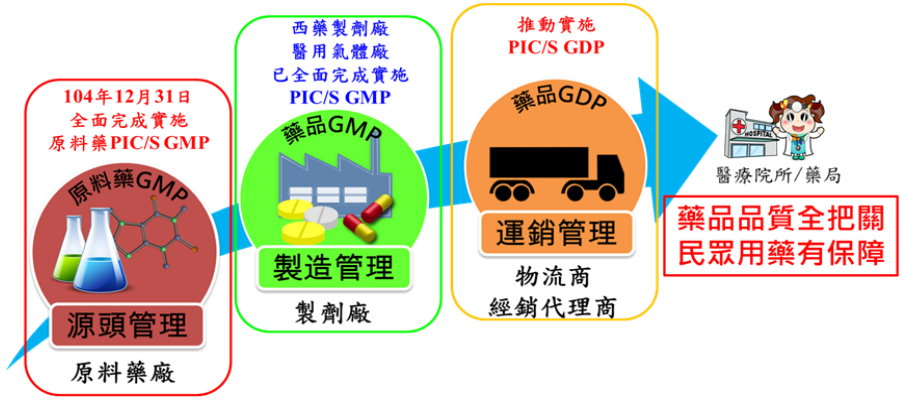 104年12月31日
全面完成實施
原料藥PIC/S GMP
原料藥GMP
源頭管理
原料藥廠
西藥製劑廠
醫用氣體廠
已全面完成實施
PIC/S GMP
藥品GMP
製造管理
製劑廠
推動實施
PIC/S GDP
藥品GDP
運銷管理
物流商
經銷代理商
HOSPITAL
醫療院所/藥局
藥品品質全把關
民眾用藥有保障